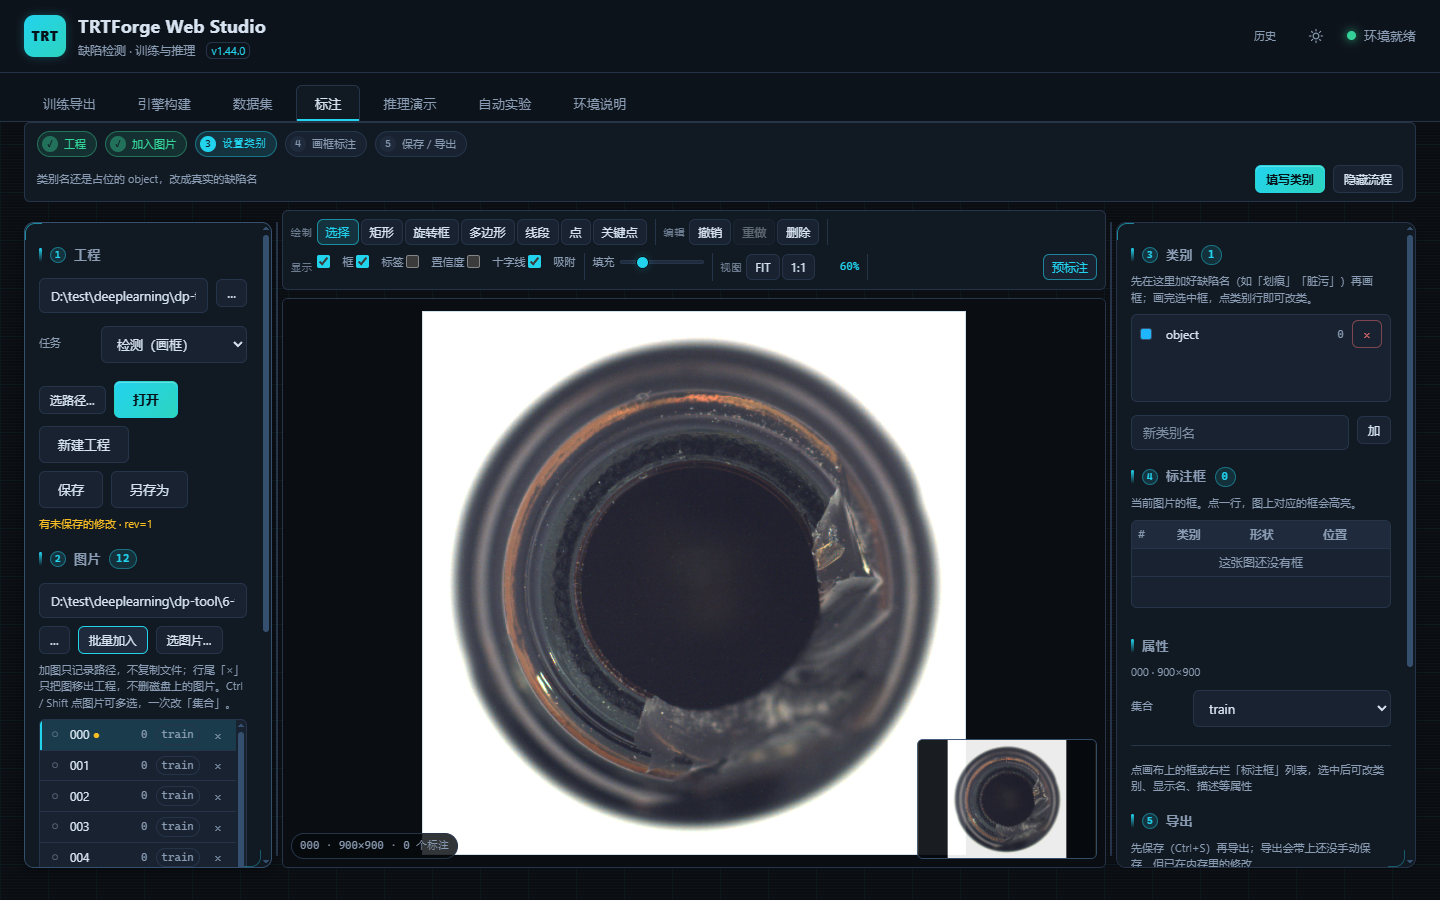 TRT
TRTForge Web Studio
缺陷检测 · 训练与推理 v1.44.0
历史
环境就绪
训练导出 引擎构建 数据集 标注 推理演示 自动实验 环境说明
✓ 工程 ✓ 加入图片 3 设置类别 4 画框标注 5 保存 / 导出
类别名还是占位的 object，改成真实的缺陷名
填写类别 隐藏流程
1 工程
D:\test\deeplearning\dp-
...
任务 检测（画框）
选路径... 打开
新建工程
保存 另存为
有未保存的修改 · rev=1
2 图片 12
D:\test\deeplearning\dp-tool\6-
... 批量加入 选图片...
加图只记录路径，不复制文件；行尾「×」
只把图移出工程，不删磁盘上的图片。Ctrl
/ Shift 点图片可多选，一次改「集合」。
000 0 train ×
001 0 train ×
002 0 train ×
003 0 train ×
004 0 train ×
绘制 选择 矩形 旋转框 多边形 线段 点 关键点 编辑 撤销 重做 删除
显示 框 标签 置信度 十字线 吸附 填充 视图 FIT 1:1 60% 预标注
000 · 900×900 · 0 个标注
3 类别 1
先在这里加好缺陷名（如「划痕」「脏污」）再画
框；画完选中框，点类别行即可改类。
object 0 ×
新类别名 加
4 标注框 0
当前图片的框。点一行，图上对应的框会高亮。
# 类别 形状 位置
这张图还没有框
属性
000 · 900×900
集合 train
点画布上的框或右栏「标注框」列表，选中后可改类
别、显示名、描述等属性
5 导出
先保存（Ctrl+S）再导出；导出会带上还没手动保
存、但已在内存里的修改